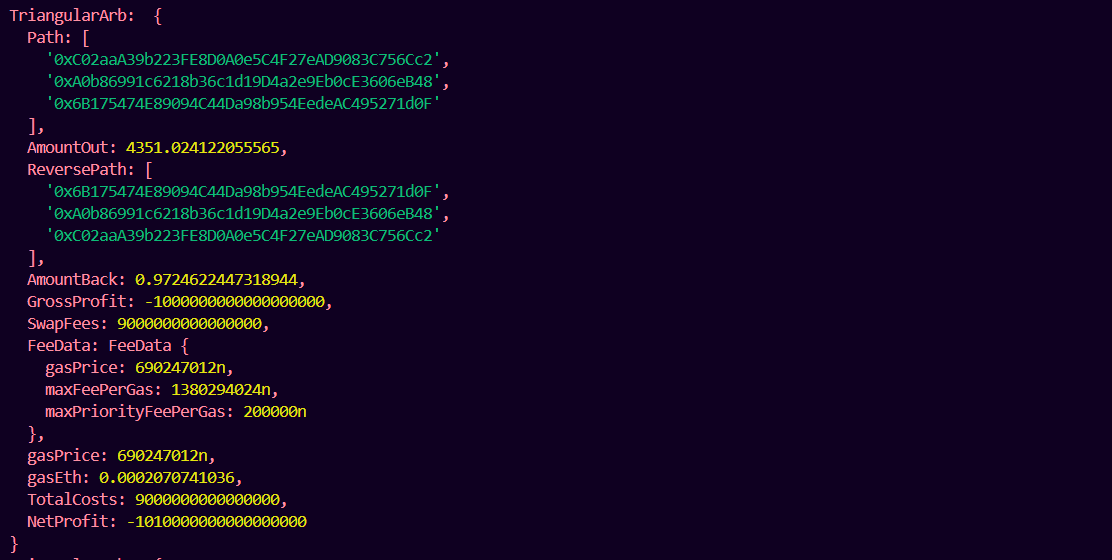 TriangularArb:  {
  Path: [
    '0xC02aaA39b223FE8D0A0e5C4F27eAD9083C756Cc2',
    '0xA0b86991c6218b36c1d19D4a2e9Eb0cE3606eB48',
    '0x6B175474E89094C44Da98b954EedeAC495271d0F'
  ],
  AmountOut: 4351.024122055565,
  ReversePath: [
    '0x6B175474E89094C44Da98b954EedeAC495271d0F',
    '0xA0b86991c6218b36c1d19D4a2e9Eb0cE3606eB48',
    '0xC02aaA39b223FE8D0A0e5C4F27eAD9083C756Cc2'
  ],
  AmountBack: 0.9724622447318944,
  GrossProfit: -1000000000000000000,
  SwapFees: 9000000000000000,
  FeeData: FeeData {
    gasPrice: 690247012n,
    maxFeePerGas: 1380294024n,
    maxPriorityFeePerGas: 200000n
  },
  gasPrice: 690247012n,
  gasEth: 0.0002070741036,
  TotalCosts: 9000000000000000,
  NetProfit: -1010000000000000000
}